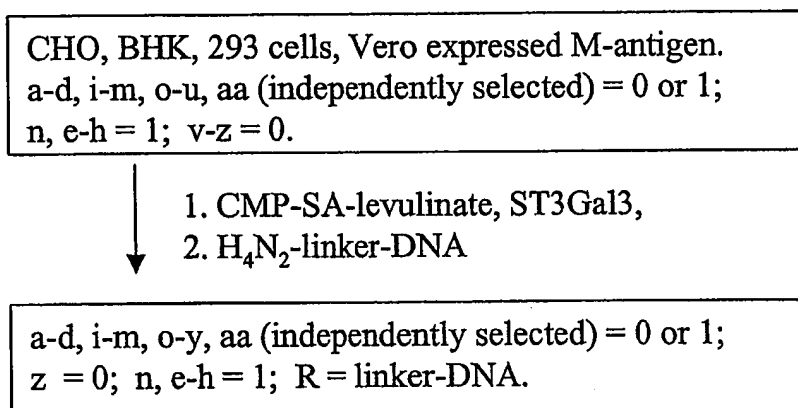 CHO, BHK, 293 cells, Vero expressed M-antigen.
a-d, i-m, o-u, aa (independently selected) = 0 or 1;
n, e-h = 1; v-z = 0.
1. CMP-SA-levulinate, ST3Gal3,
2. H₄N₂-linker-DNA
a-d, i-m, o-y, aa (independently selected) = 0 or 1;
z = 0; n, e-h = 1; R = linker-DNA.